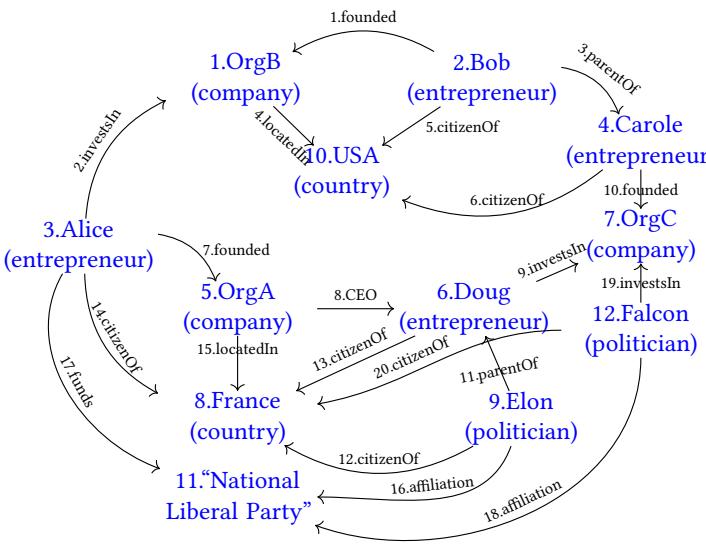 1.founded
1.OrgB
(company)
2.Bob
(entrepreneur)
3.parentOf
2.investsIn
4.locatedIn
5.citizenOf
4.Carole
(entrepreneur
10.USA
(country)
6.citizenOf
10.founded
7.OrgC
(company)
3.Alice
(entrepreneur)
7.founded
9.investsIn
19.investsIn
5.OrgA
(company)
8.CEO
6.Doug
(entrepreneur)
12.Falcon
(politician)
14.citizenOf
15.locatedIn
13.citizenOf
20.citizenOf
11.parentOf
17.funds
8.France
(country)
9.Elon
(politician)
12.citizenOf
11.“National
Liberal Party”
16.affiliation
18.affiliation